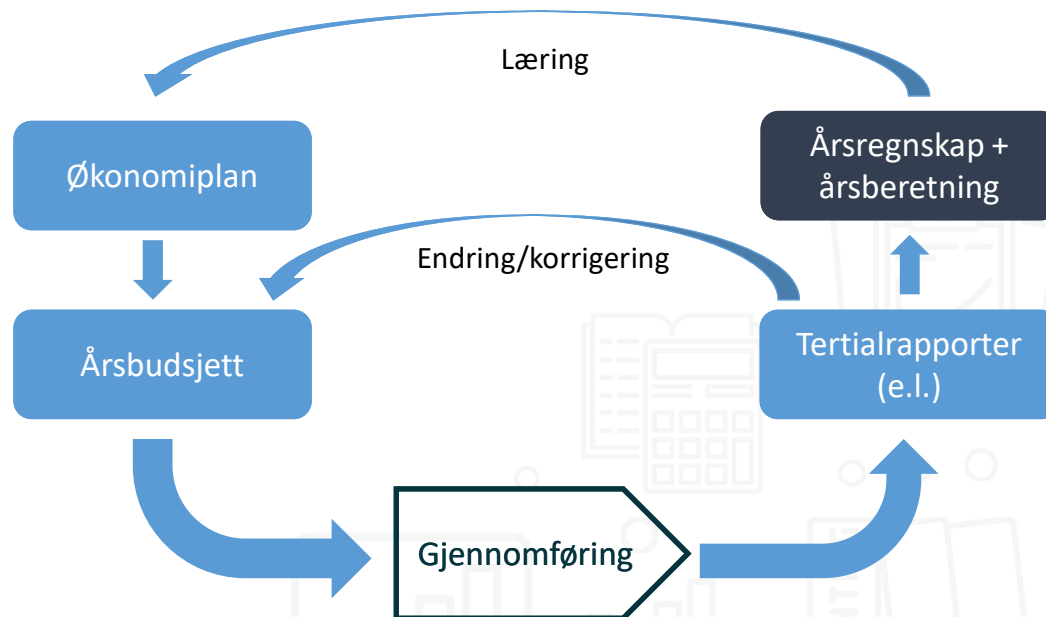 Læring
Økonomiplan
Årsregnskap +
årsberetning
Endring/korrigering
Årsbudsjett
Tertialrapporter
(e.l.)
Gjennomføring